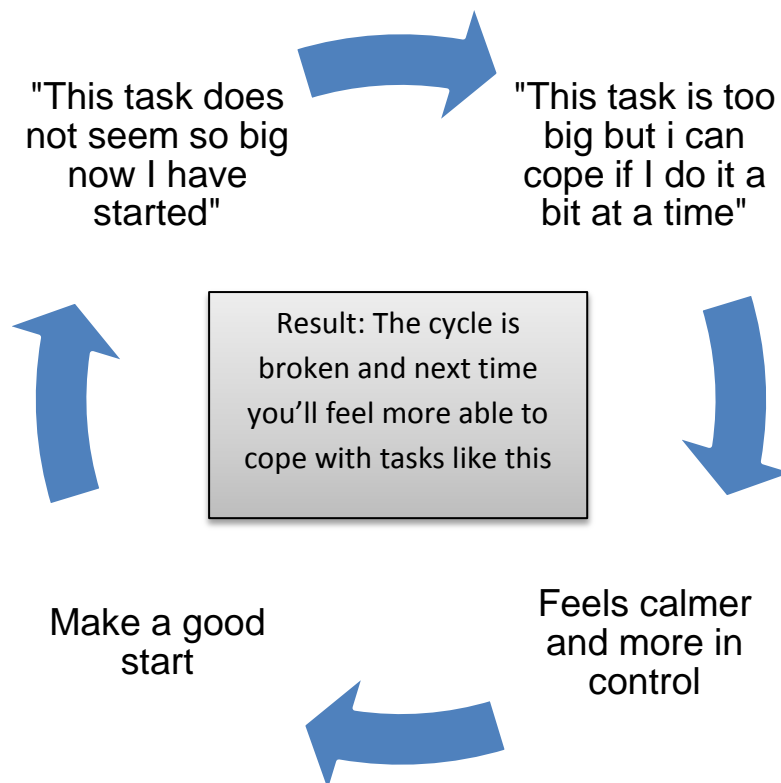 "This task does
not seem so big
now I have
started"
"This task is too
big but i can
cope if I do it a
bit at a time"
Result: The cycle is
broken and next time
you’ll feel more able to
cope with tasks like this
Feels calmer
and more in
control
Make a good
start